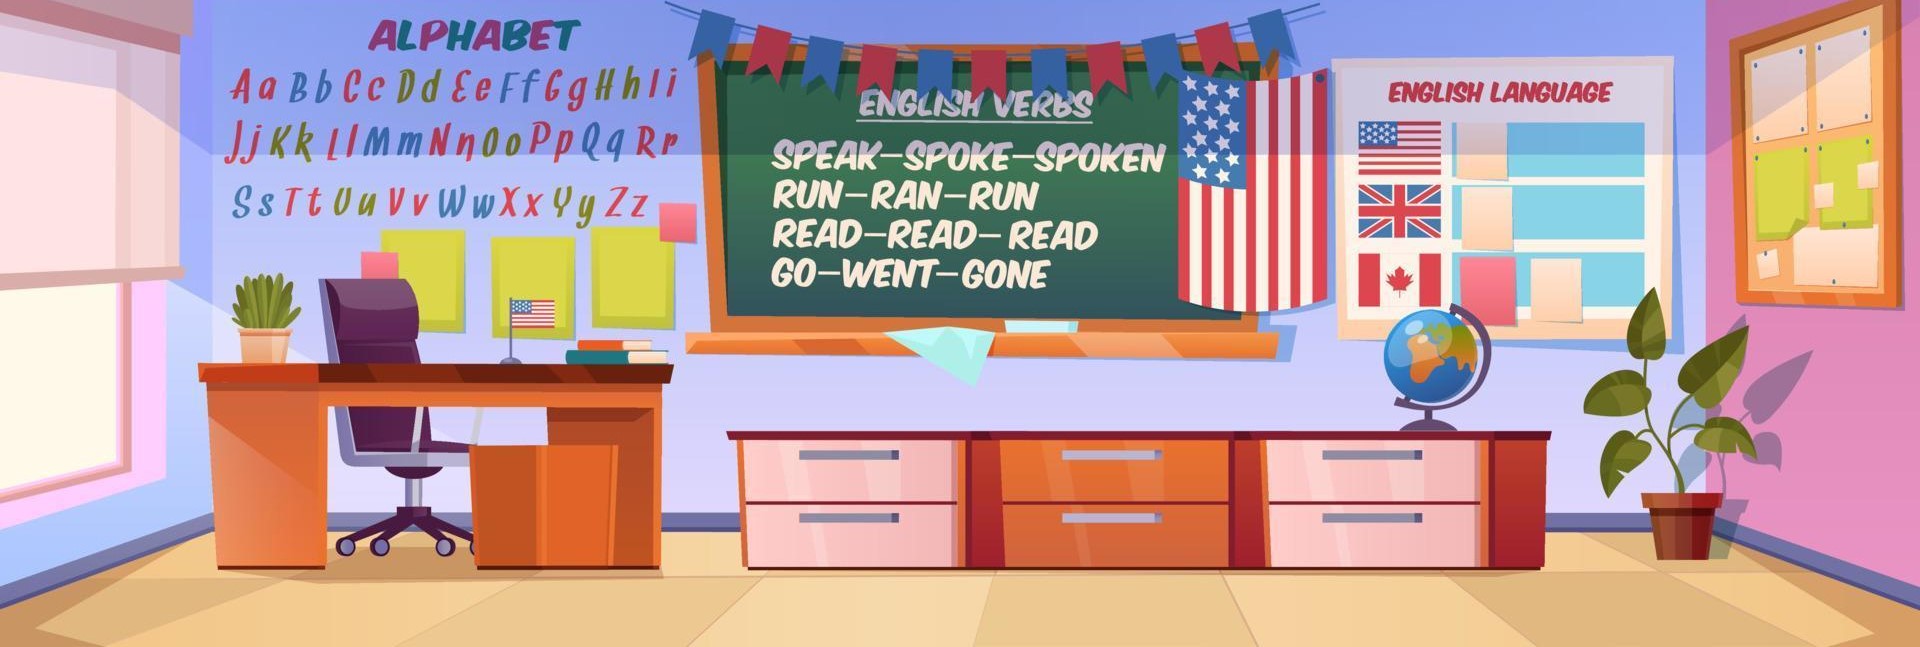 ALPHABET
Aa Bb Cc Dd Ee Ff Gg Hh Ii
Jj Kk Ll Mm Nn Oo Pp Qq Rr
Ss Tt Uu Vv Ww Xx Yy Zz
ENGLISH VERBS
SPEAK–SPOKE–SPOKEN
RUN–RAN–RUN
READ–READ–READ
GO–WENT–GONE
ENGLISH LANGUAGE